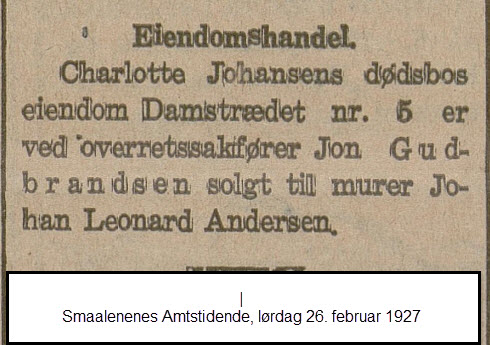 Eiendomshandel.
Charlotte Johansens dødsbos
eiendom Damstrædet nr. 5 er
ved overretssakfører Jon Gud-
brandsen solgt til murer Jo-
han Leonard Andersen.
Smaalenenes Amtstidende, lørdag 26. februar 1927